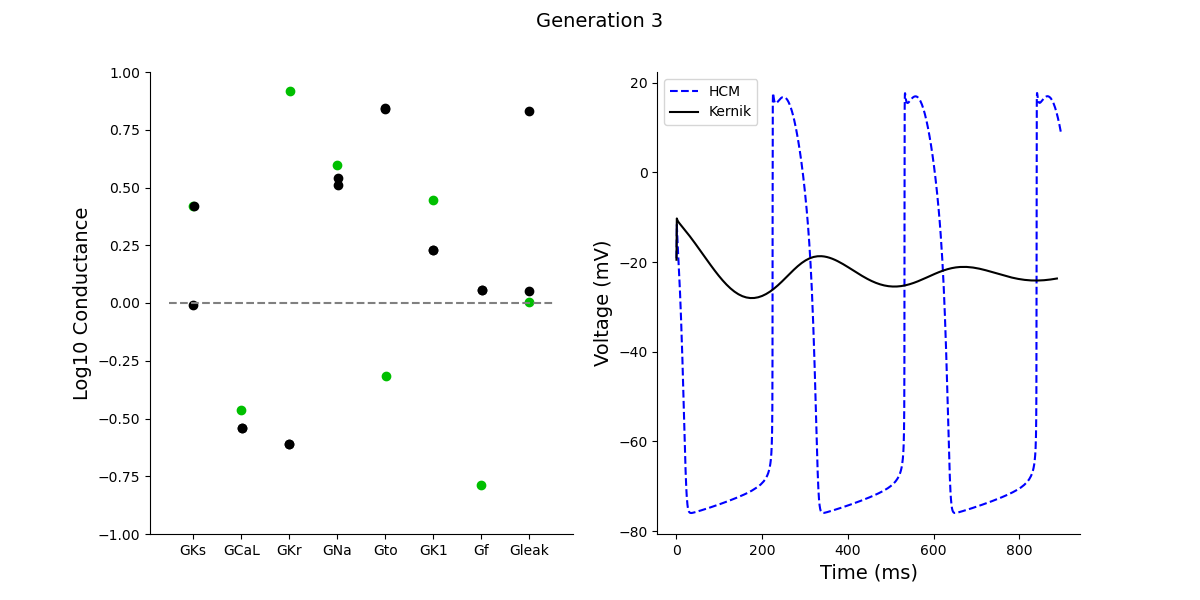 Generation 3
Log10 Conductance
1.00
0.75
0.50
0.25
0.00
−0.25
−0.50
−0.75
−1.00
GKs GCaL GKr GNa Gto GK1 Gf Gleak
Voltage (mV)
20
0
−20
−40
−60
−80
HCM
Kernik
0 200 400 600 800
Time (ms)